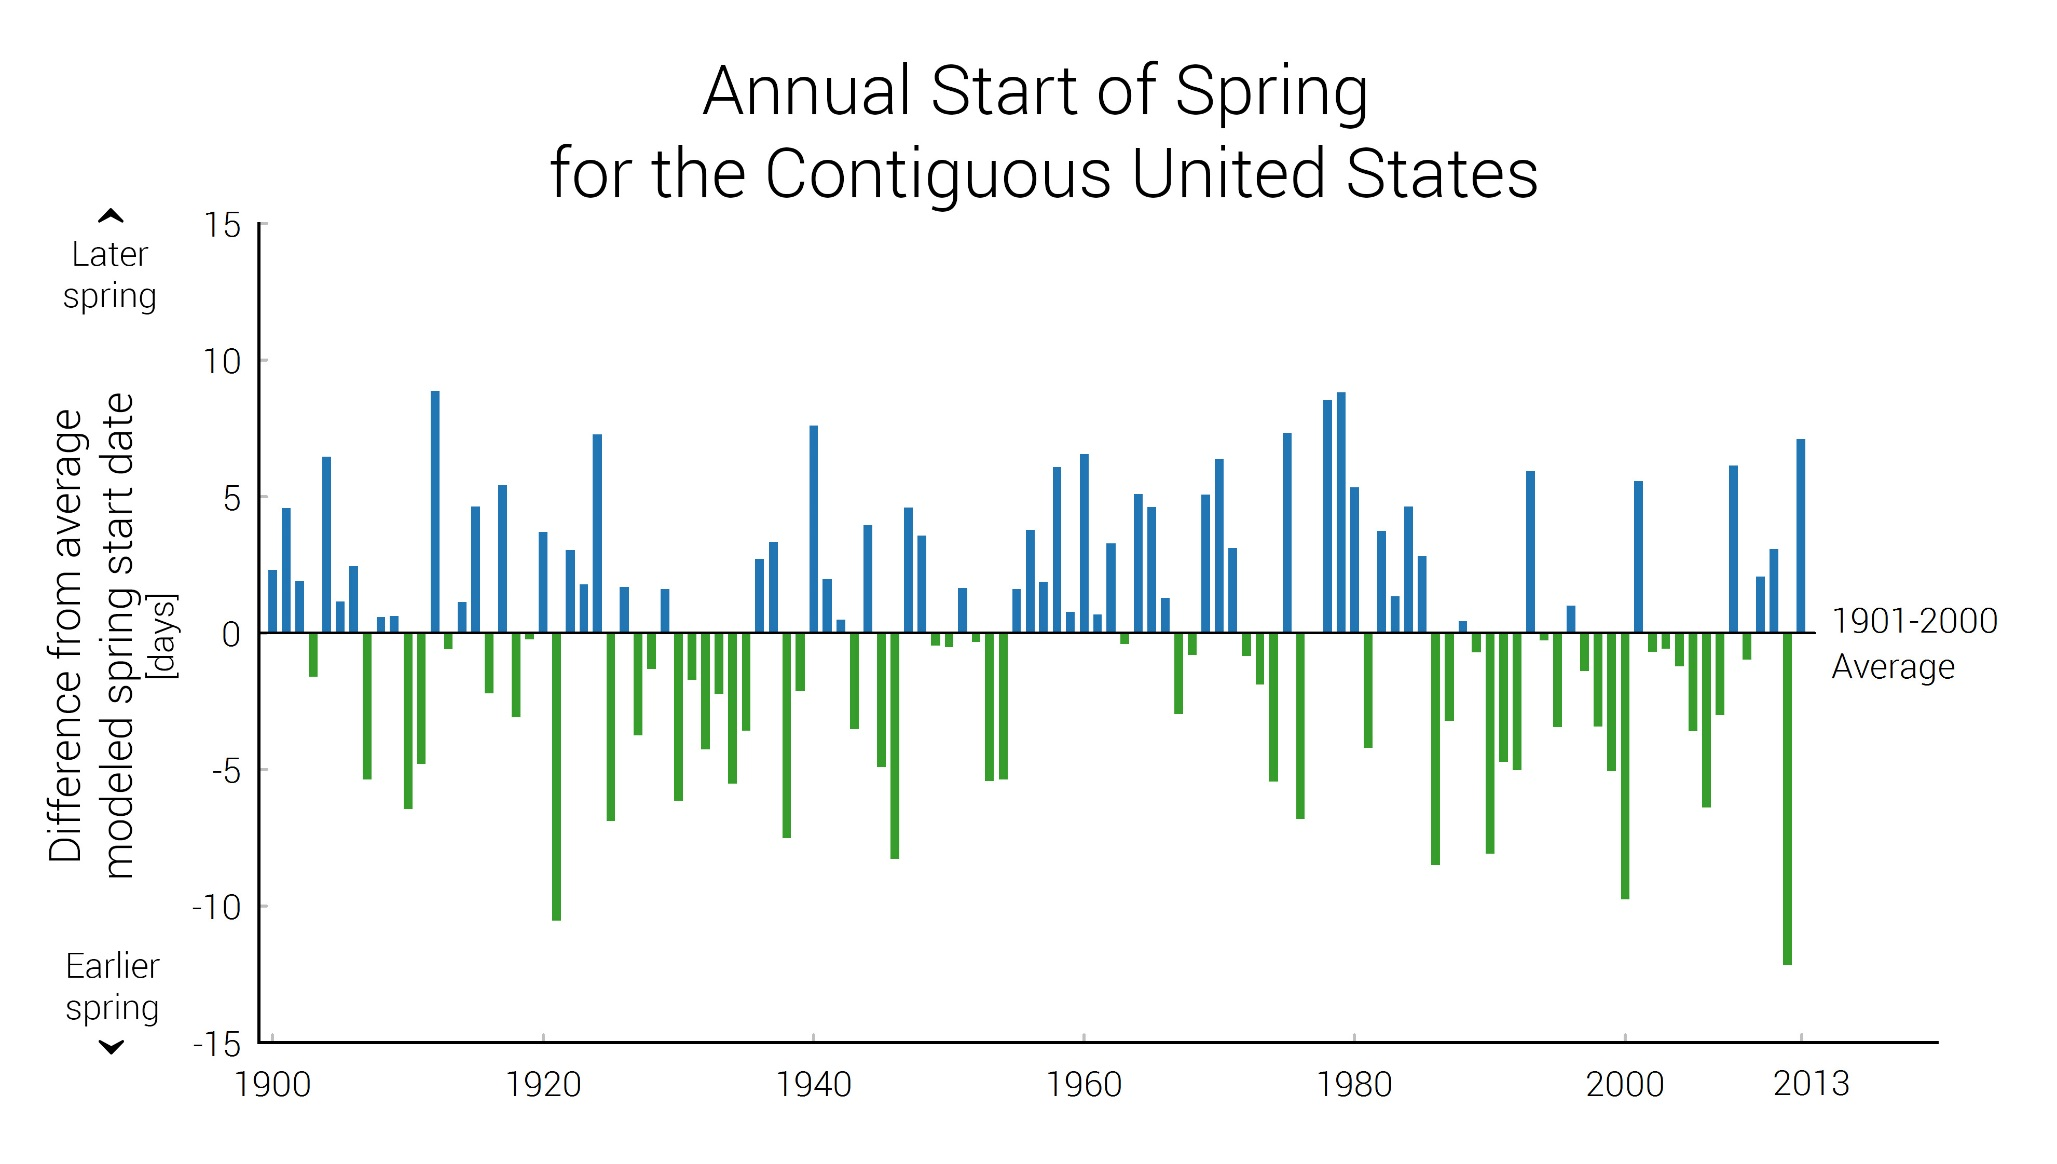 Annual Start of Spring
for the Contiguous United States
Later
spring
Difference from average
modeled spring start date
[days]
Earlier
spring
15
10
5
0
-5
-10
-15
1900
1920
1940
1960
1980
2000
2013
1901-2000
Average